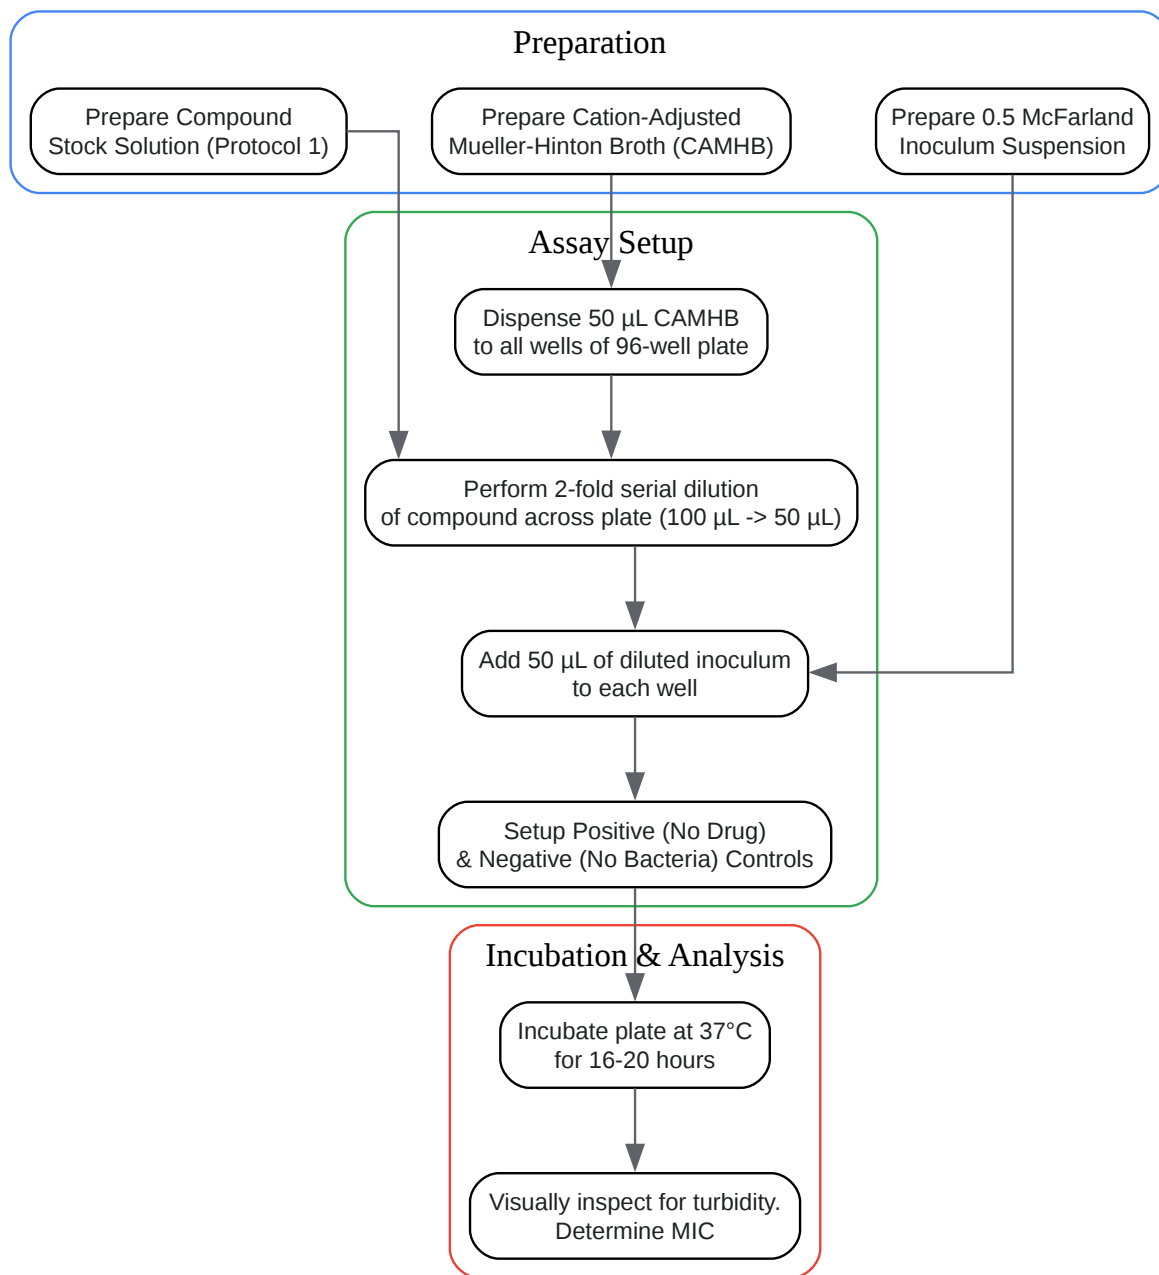 Preparation
Prepare Compound
Stock Solution (Protocol 1)
Prepare Cation-Adjusted
Mueller-Hinton Broth (CAMHB)
Prepare 0.5 McFarland
Inoculum Suspension
Assay Setup
Dispense 50 µL CAMHB
to all wells of 96-well plate
Perform 2-fold serial dilution
of compound across plate (100 µL -> 50 µL)
Add 50 µL of diluted inoculum
to each well
Setup Positive (No Drug)
& Negative (No Bacteria) Controls
Incubation & Analysis
Incubate plate at 37°C
for 16-20 hours
Visually inspect for turbidity.
Determine MIC